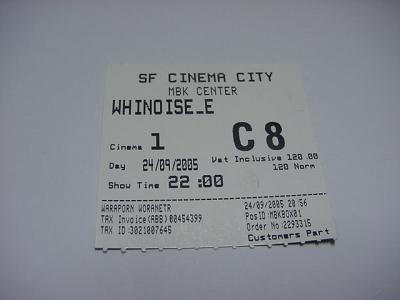 SF CINEMA CITY
MBK CENTER
WHINOISE_E
Cinema 1 C 8
Day 24/09/2005 Vat Inclusive 120.00
Show Time 22:00 120 Norm
WARAPORN WORANETR 24/09/2005 20:56
TAX Invoice(ABB)00454399 PosID:MBKBOX01
TAX ID:3021007645 Order No:2293315
Customers Part